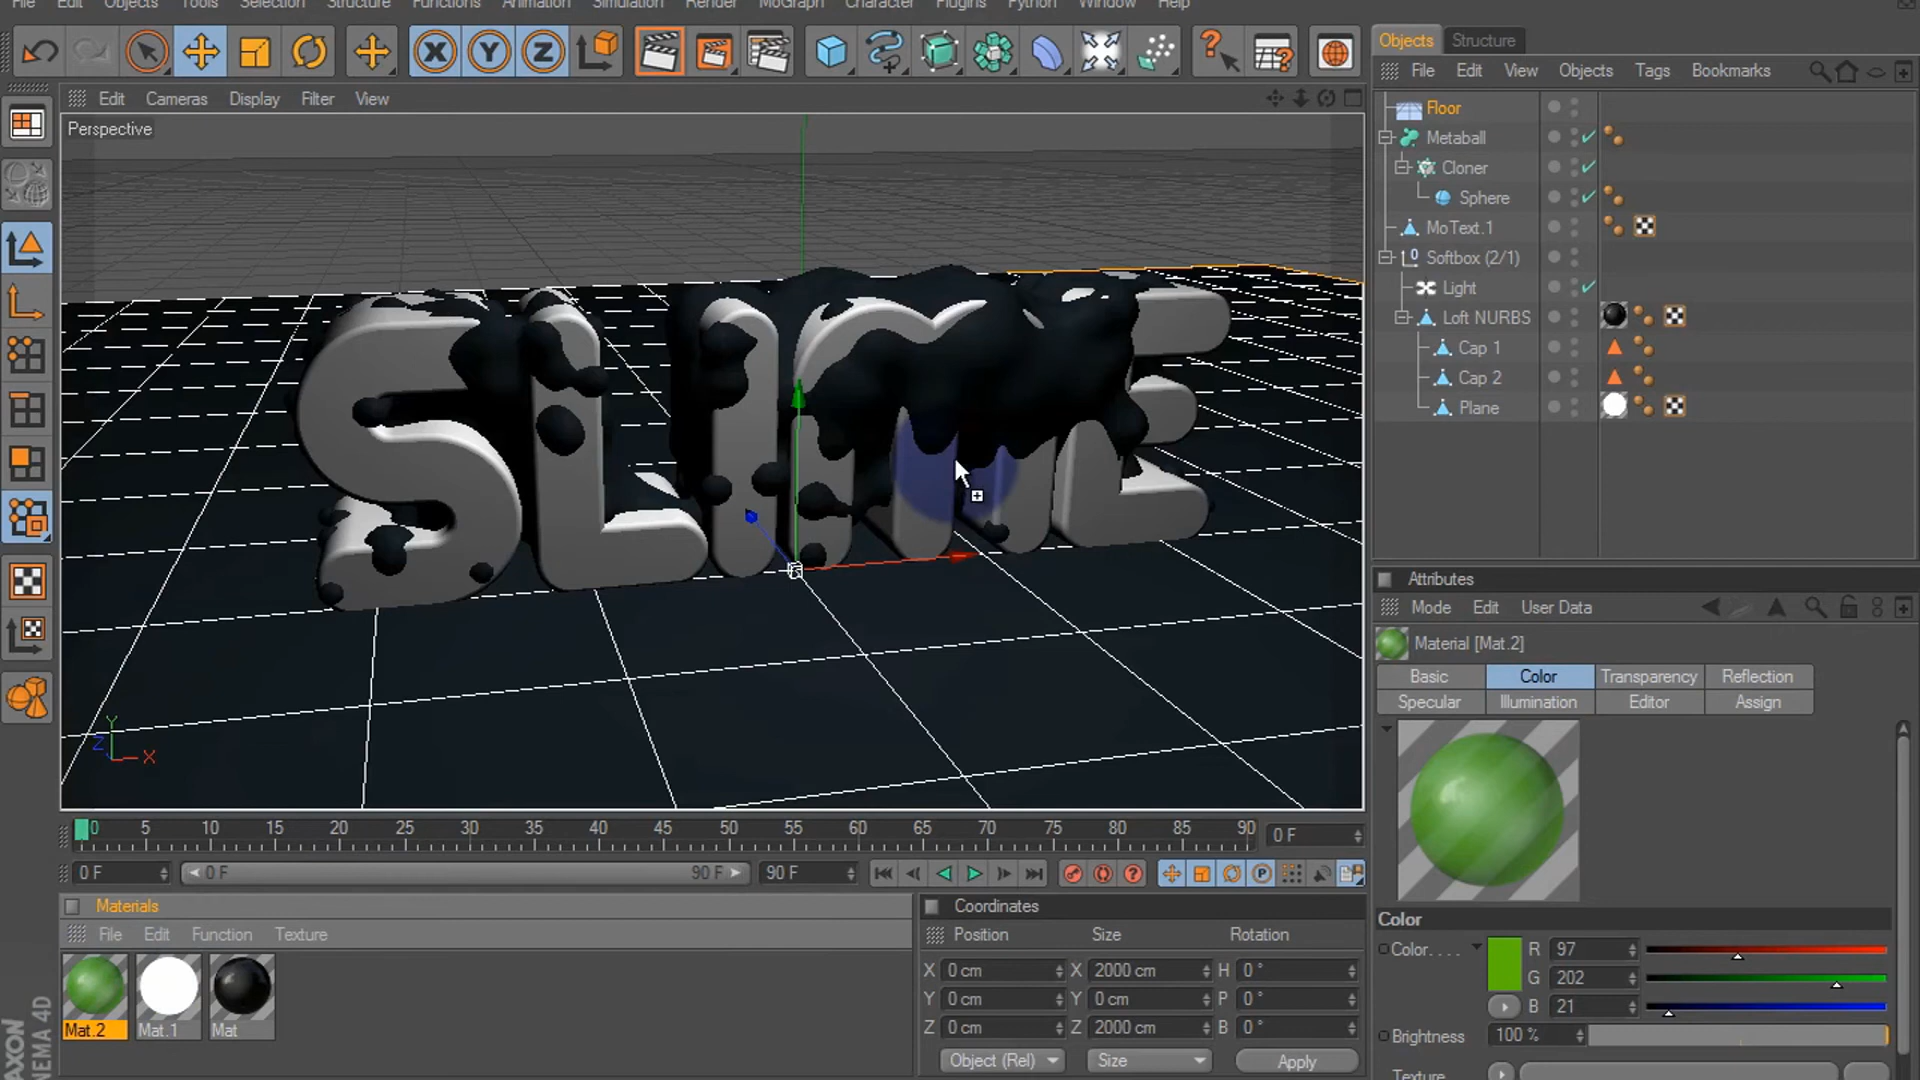 File Edit Objects Tools Selection Structure Functions Animation Simulation Render MoGraph Character Plugins Python Window Help
X Y Z
Edit Cameras Display Filter View
Perspective
SLIME
Y
Z X
0 5 10 15 20 25 30 35 40 45 50 55 60 65 70 75 80 85 90 0 F
0 F 0 F 90 F 90 F
Materials
File Edit Function Texture
Mat.2 Mat.1 Mat
MAXON
CINEMA 4D
Coordinates
Position Size Rotation
X 0 cm X 2000 cm H 0 °
Y 0 cm Y 0 cm P 0 °
Z 0 cm Z 2000 cm B 0 °
Object (Rel) Size Apply
Objects Structure
File Edit View Objects Tags Bookmarks
Floor
Metaball
Cloner
Sphere
MoText.1
Softbox (2/1)
Light
Loft NURBS
Cap 1
Cap 2
Plane
Attributes
Mode Edit User Data
Material [Mat.2]
Basic Color Transparency Reflection
Specular Illumination Editor Assign
Color
Color.... R 97
G 202
B 21
Brightness 100 %
Texture